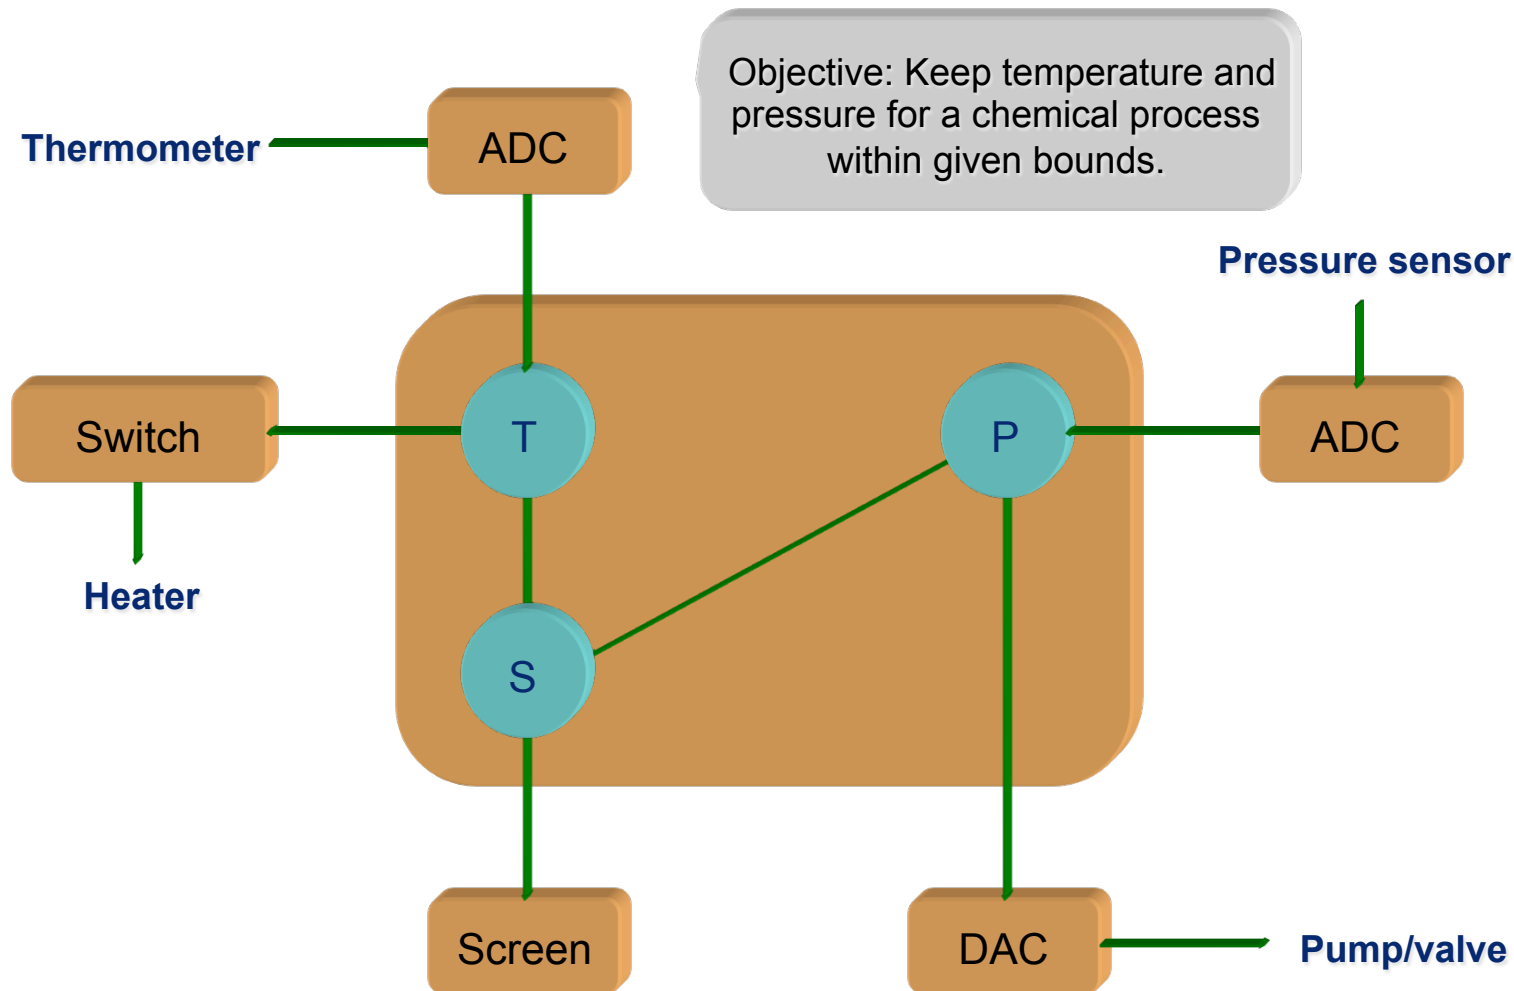 Objective: Keep temperature and
pressure for a chemical process
within given bounds.
Thermometer
ADC
Pressure sensor
Switch
T
P
ADC
Heater
S
Screen
DAC
Pump/valve